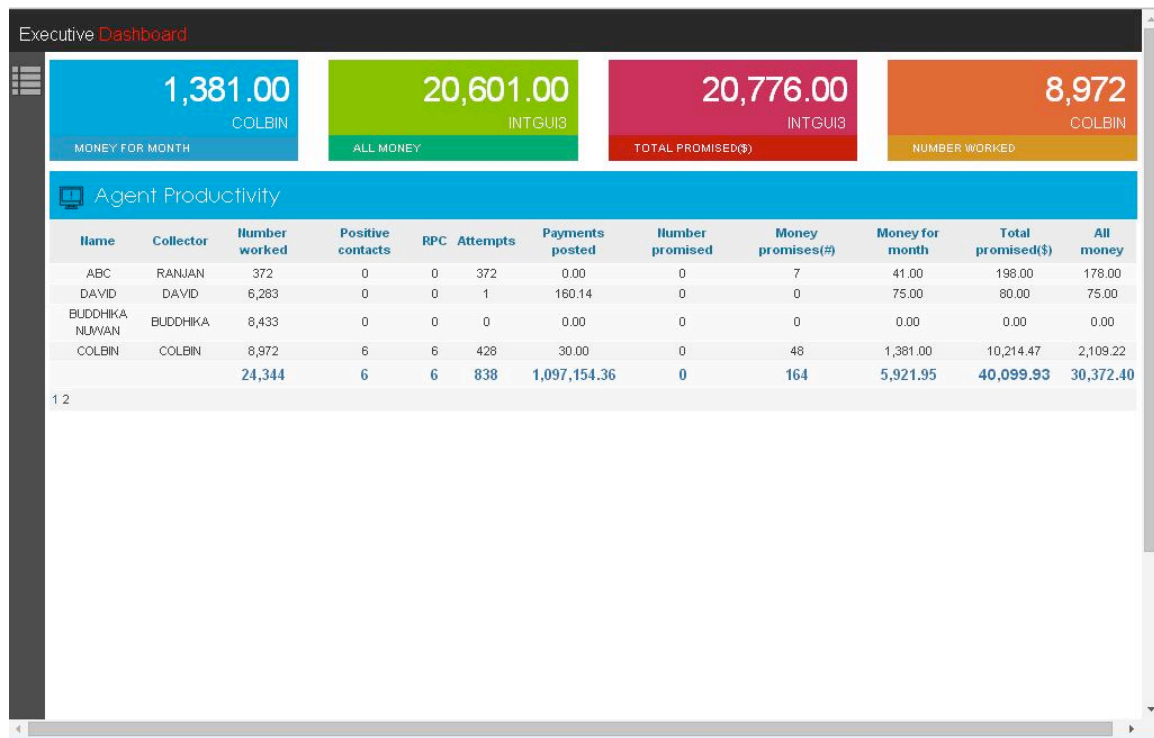 Executive Dashboard
1,381.00
COLBIN
MONEY FOR MONTH
20,601.00
INTGUI3
ALL MONEY
20,776.00
INTGUI3
TOTAL PROMISED($)
8,972
COLBIN
NUMBER WORKED
Agent Productivity
Name Collector Number worked Positive contacts RPC Attempts Payments posted Number promised Money promises(#) Money for month Total promised($) All money
ABC RANJAN 372 0 0 372 0.00 0 7 41.00 198.00 178.00
DAVID DAVID 6,283 0 0 1 160.14 0 0 75.00 80.00 75.00
BUDDHIKA NUWAN BUDDHIKA 8,433 0 0 0 0.00 0 0 0.00 0.00 0.00
COLBIN COLBIN 8,972 6 6 428 30.00 0 48 1,381.00 10,214.47 2,109.22
24,344 6 6 838 1,097,154.36 0 164 5,921.95 40,099.93 30,372.40
1 2